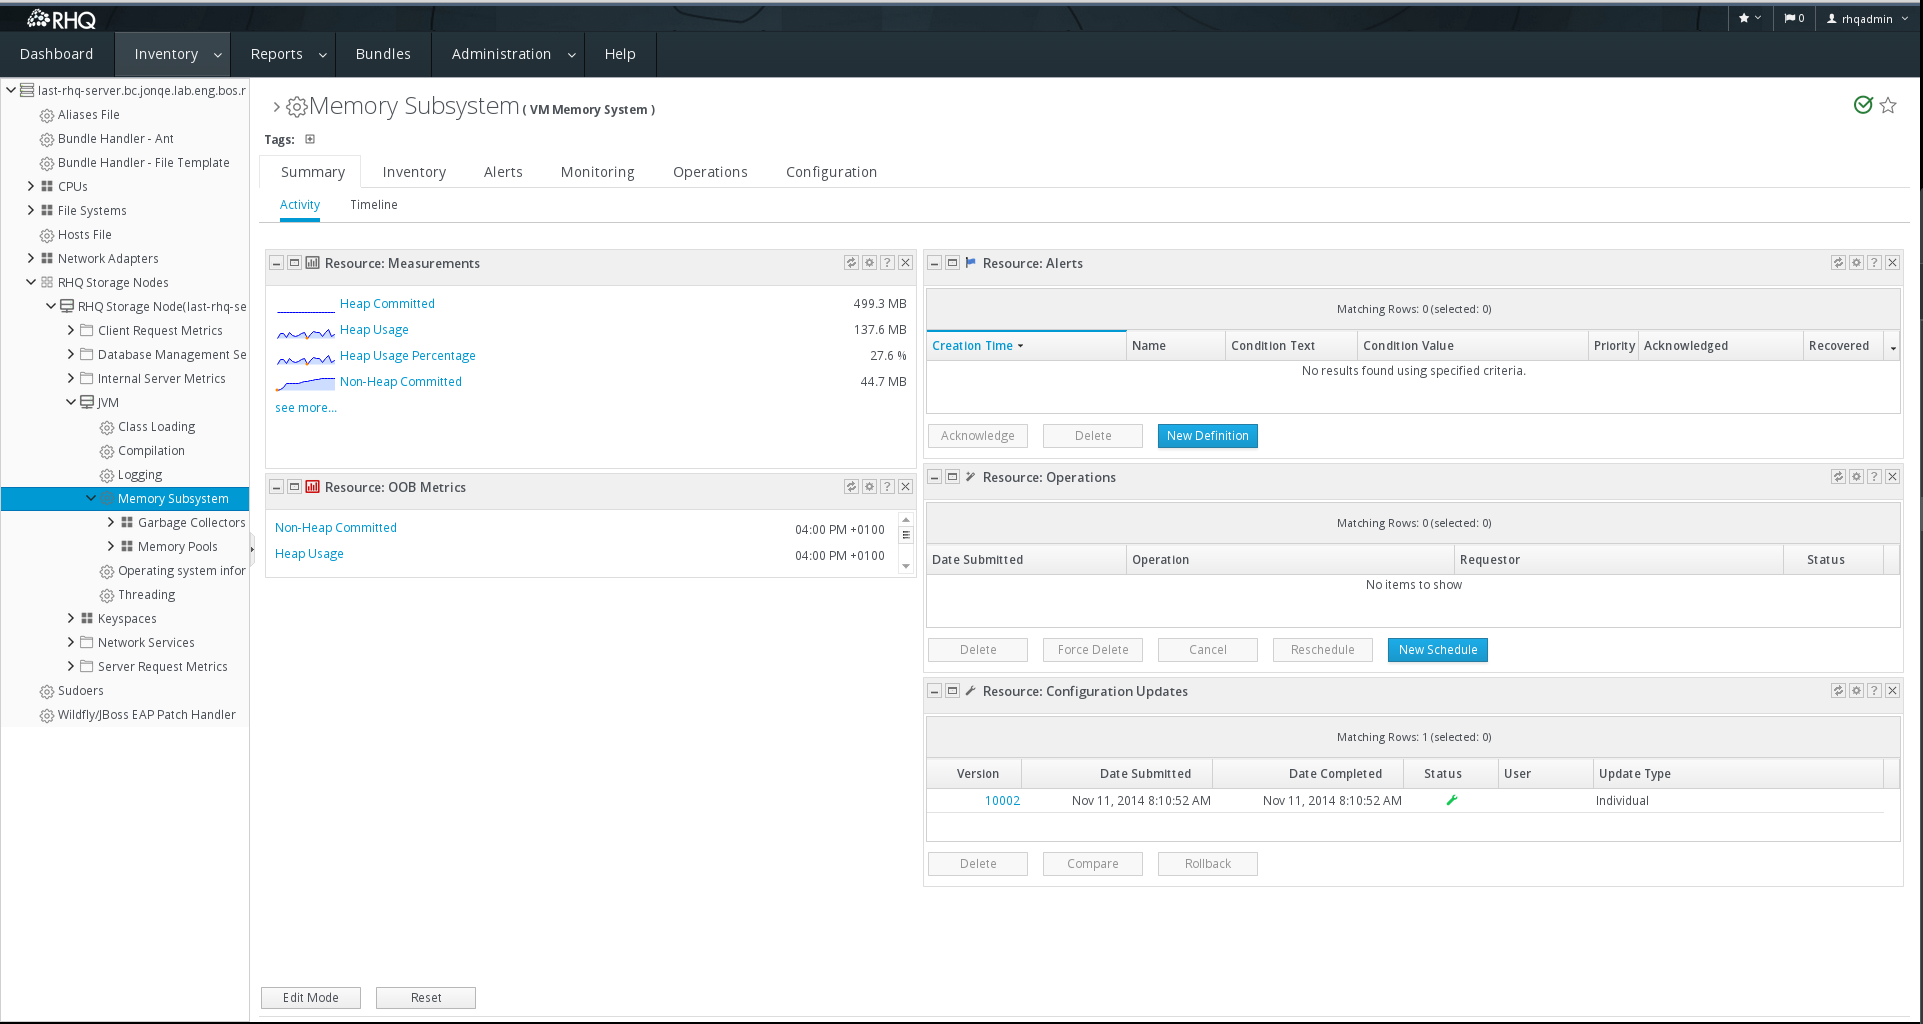 RHQ
0
rhqadmin
Dashboard Inventory Reports Bundles Administration Help
last-rhq-server.bc.jonqe.lab.eng.bos.r
Aliases File
Bundle Handler - Ant
Bundle Handler - File Template
CPUs
File Systems
Hosts File
Network Adapters
RHQ Storage Nodes
RHQ Storage Node(last-rhq-se
Client Request Metrics
Database Management Se
Internal Server Metrics
JVM
Class Loading
Compilation
Logging
Memory Subsystem
Garbage Collectors
Memory Pools
Operating system infor
Threading
Keyspaces
Network Services
Server Request Metrics
Sudoers
Wildfly/JBoss EAP Patch Handler
Memory Subsystem ( VM Memory System )
Tags:
Summary Inventory Alerts Monitoring Operations Configuration
Activity Timeline
Resource: Measurements
Heap Committed 499.3 MB
Heap Usage 137.6 MB
Heap Usage Percentage 27.6 %
Non-Heap Committed 44.7 MB
see more...
Resource: OOB Metrics
Non-Heap Committed 04:00 PM +0100
Heap Usage 04:00 PM +0100
Resource: Alerts
Matching Rows: 0 (selected: 0)
Creation Time Name Condition Text Condition Value Priority Acknowledged Recovered
No results found using specified criteria.
Acknowledge Delete New Definition
Resource: Operations
Matching Rows: 0 (selected: 0)
Date Submitted Operation Requestor Status
No items to show
Delete Force Delete Cancel Reschedule New Schedule
Resource: Configuration Updates
Matching Rows: 1 (selected: 0)
Version Date Submitted Date Completed Status User Update Type
10002 Nov 11, 2014 8:10:52 AM Nov 11, 2014 8:10:52 AM Individual
Delete Compare Rollback
Edit Mode Reset